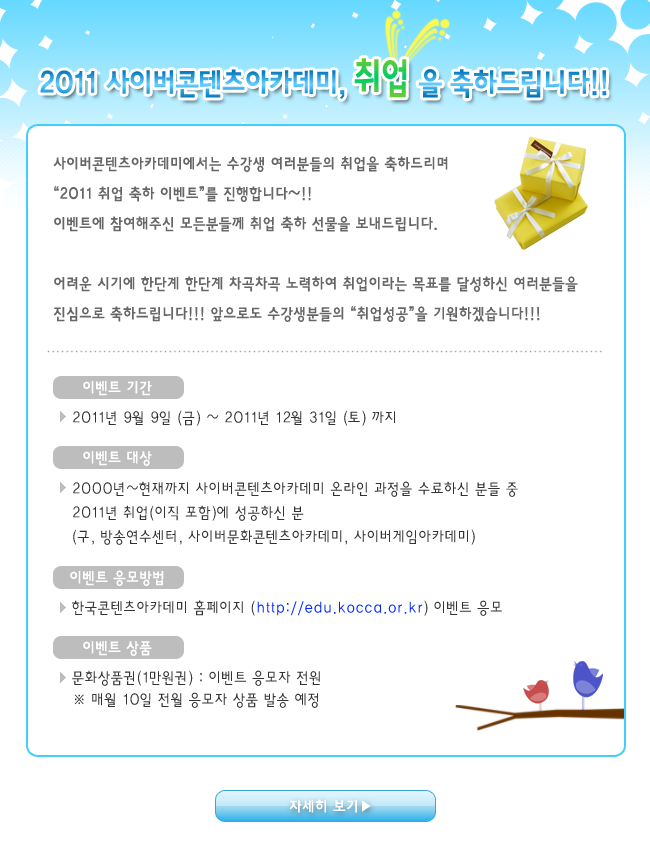 2011 사이버콘텐츠아카데미, 취업 을 축하드립니다!!
사이버콘텐츠아카데미에서는 수강생 여러분들의 취업을 축하드리며
“2011 취업 축하 이벤트”를 진행합니다~!!
이벤트에 참여해주신 모든분들께 취업 축하 선물을 보내드립니다.
어려운 시기에 한단계 한단계 차곡차곡 노력하여 취업이라는 목표를 달성하신 여러분들을
진심으로 축하드립니다!!! 앞으로도 수강생분들의 “취업성공”을 기원하겠습니다!!!
이벤트 기간
2011년 9월 9일 (금) ~ 2011년 12월 31일 (토) 까지
이벤트 대상
2000년~현재까지 사이버콘텐츠아카데미 온라인 과정을 수료하신 분들 중
2011년 취업(이직 포함)에 성공하신 분
(구, 방송연수센터, 사이버문화콘텐츠아카데미, 사이버게임아카데미)
이벤트 응모방법
한국콘텐츠아카데미 홈페이지 (http://edu.kocca.or.kr) 이벤트 응모
이벤트 상품
문화상품권(1만원권) : 이벤트 응모자 전원
※ 매월 10일 전월 응모자 상품 발송 예정
자세히 보기▶